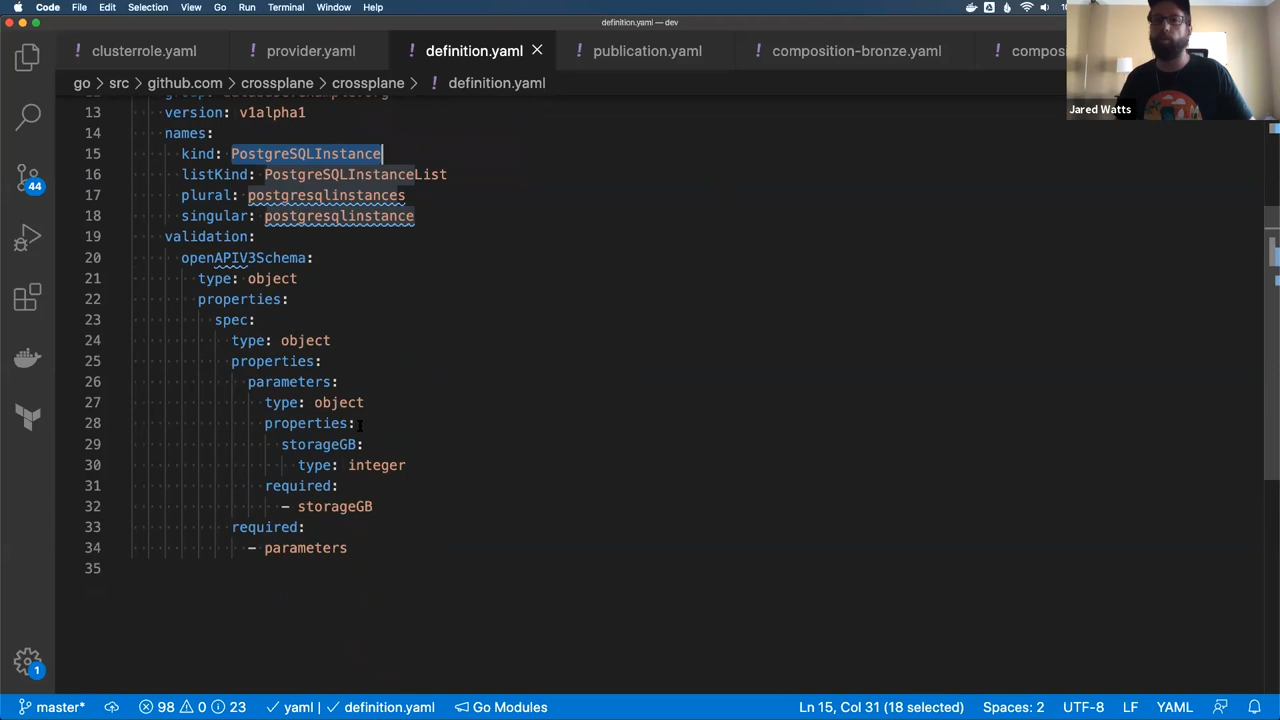 Code File Edit Selection View Go Run Terminal Window Help
definition.yaml — dev
clusterrole.yaml
provider.yaml
definition.yaml
publication.yaml
composition-bronze.yaml
go > src > github.com > crossplane > crossplane > ! definition.yaml
Jared Watts
13 version: v1alpha1
14 names:
15 kind: PostgreSQLInstance
16 listKind: PostgreSQLInstanceList
17 plural: postgresqlinstances
18 singular: postgresqlinstance
19 validation:
20 openAPIV3Schema:
21 type: object
22 properties:
23 spec:
24 type: object
25 properties:
26 parameters:
27 type: object
28 properties:
29 storageGB:
30 type: integer
31 required:
32 - storageGB
33 required:
34 - parameters
35
44
1
master* 98 0 23 yaml | definition.yaml Go Modules Ln 15, Col 31 (18 selected) Spaces: 2 UTF-8 LF YAML